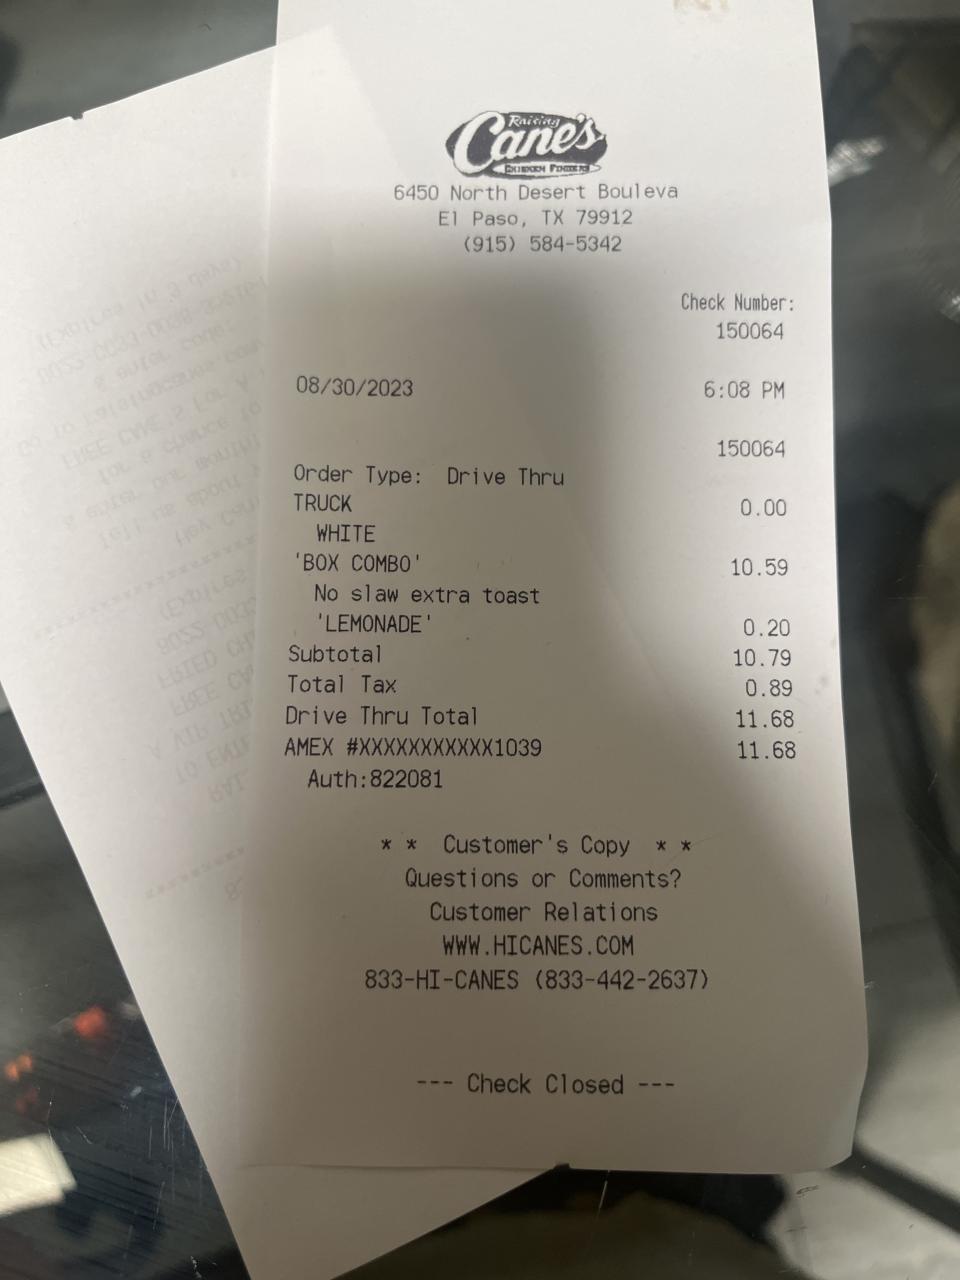 Raising
Cane's
CHICKEN FINGERS
6450 North Desert Bouleva
El Paso, TX 79912
(915) 584-5342
Check Number:
150064
08/30/2023 6:08 PM
150064
Order Type: Drive Thru
TRUCK 0.00
WHITE
'BOX COMBO' 10.59
No slaw extra toast
'LEMONADE' 0.20
Subtotal 10.79
Total Tax 0.89
Drive Thru Total 11.68
AMEX #XXXXXXXXXXX1039 11.68
Auth:822081
* * Customer's Copy * *
Questions or Comments?
Customer Relations
WWW.HICANES.COM
833-HI-CANES (833-442-2637)
--- Check Closed ---